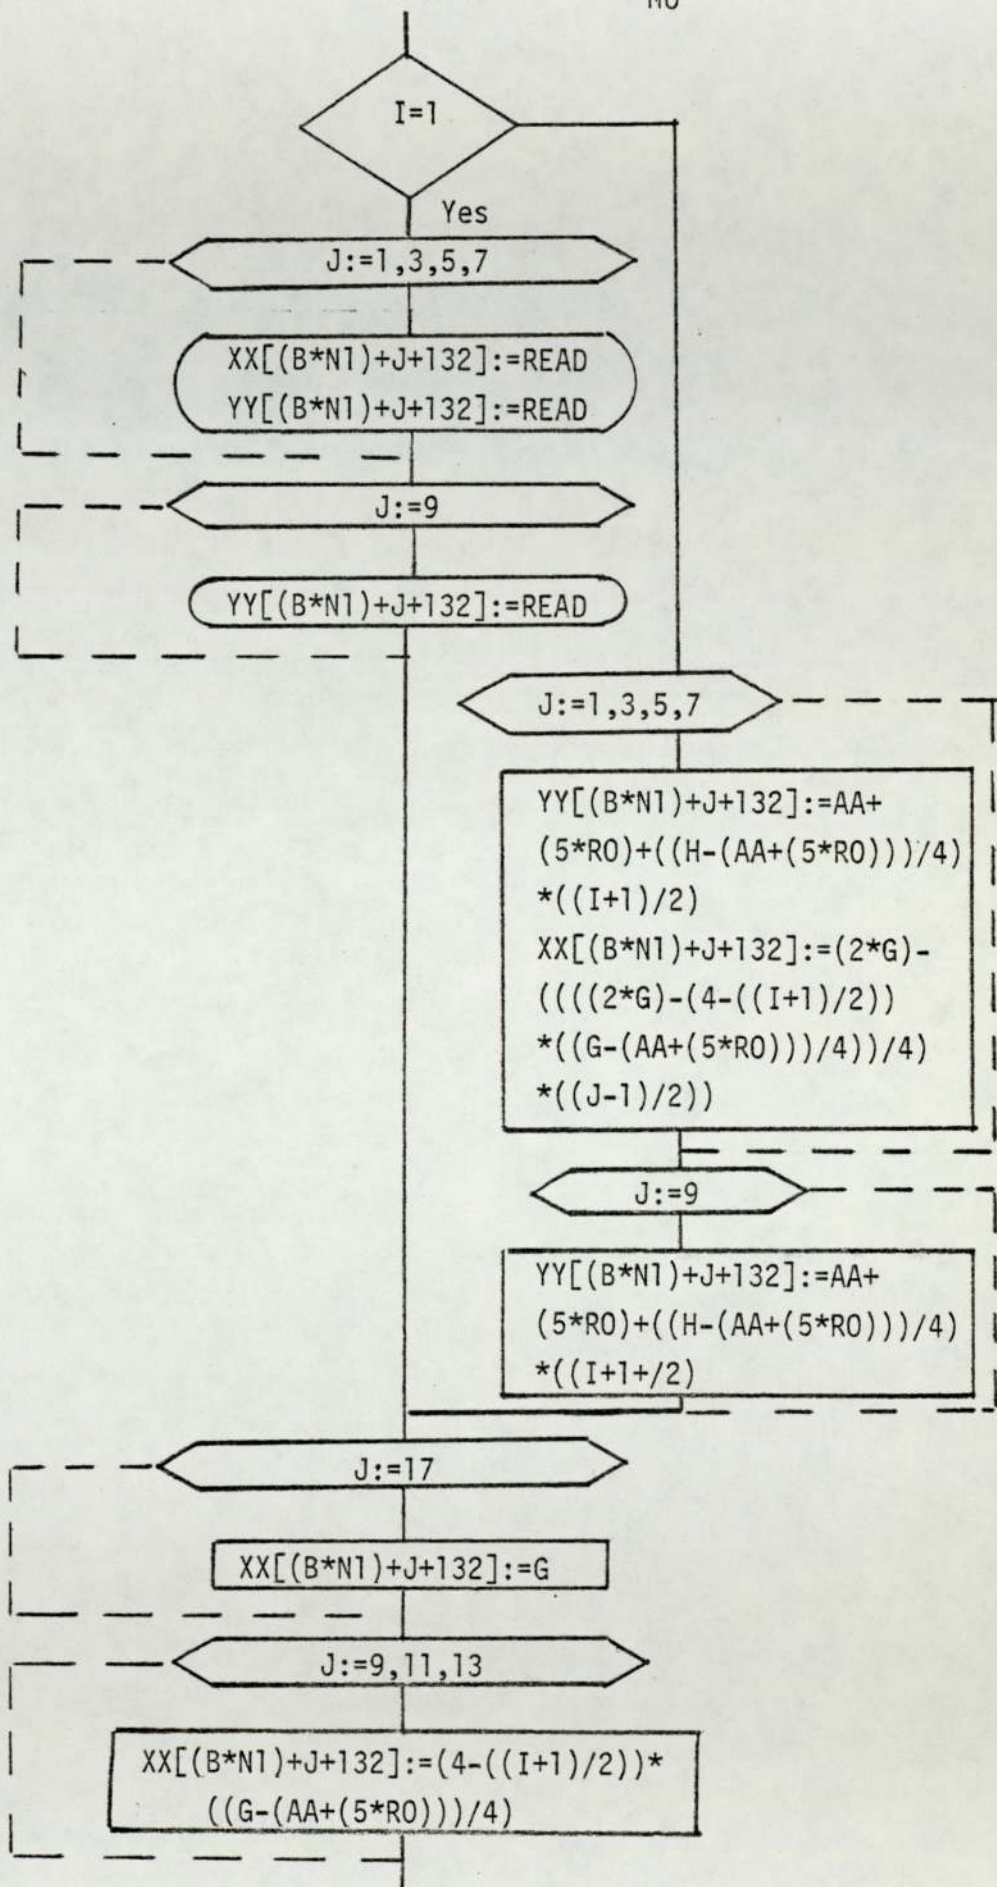 I=1
Yes
J:=1,3,5,7
XX[(B*N1)+J+132]:=READ
YY[(B*N1)+J+132]:=READ
J:=9
YY[(B*N1)+J+132]:=READ
J:=1,3,5,7
YY[(B*N1)+J+132]:=AA+
(5*RO)+((H-(AA+(5*RO)))/4)
*((I+1)/2)
XX[(B*N1)+J+132]:=(2*G)-
((((2*G)-(4-((I+1)/2))
*((G-(AA+(5*RO)))/4))/4)
*((J-1)/2))
J:=9
YY[(B*N1)+J+132]:=AA+
(5*RO)+((H-(AA+(5*RO)))/4)
*((I+1+/2)
J:=17
XX[(B*N1)+J+132]:=G
J:=9,11,13
XX[(B*N1)+J+132]:=(4-((I+1)/2))*
((G-(AA+(5*RO)))/4)